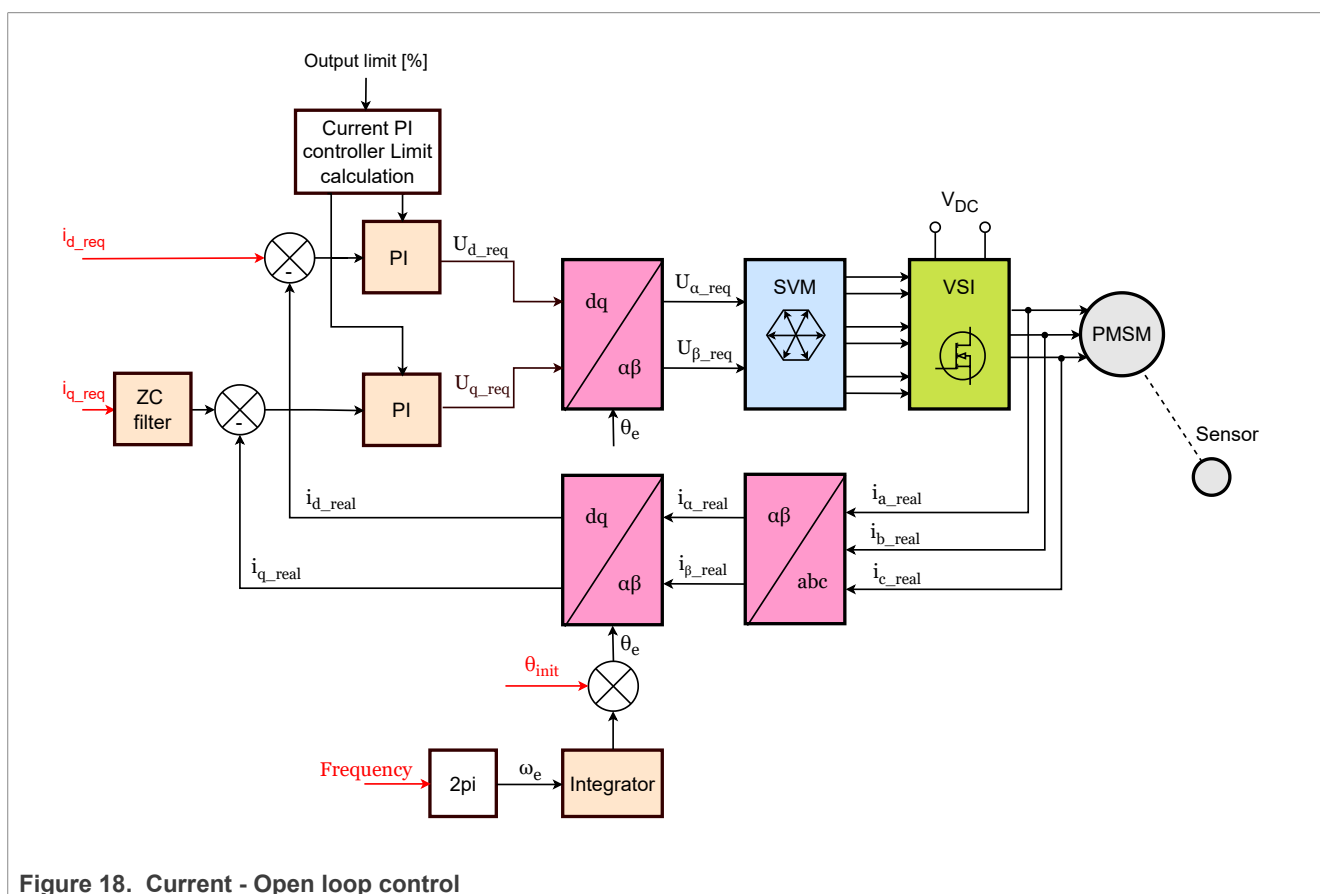 Output limit [%]
Current PI
controller Limit
calculation
V_DC
i_d_req
-
PI
U_d_req
dq
αβ
U_α_req
U_β_req
SVM
VSI
PMSM
i_q_req
ZC
filter
-
PI
U_q_req
θ_e
Sensor
i_d_real
i_q_real
dq
αβ
i_α_real
i_β_real
αβ
abc
i_a_real
i_b_real
i_c_real
θ_e
θ_init
Frequency
2pi
ω_e
Integrator
Figure 18. Current - Open loop control